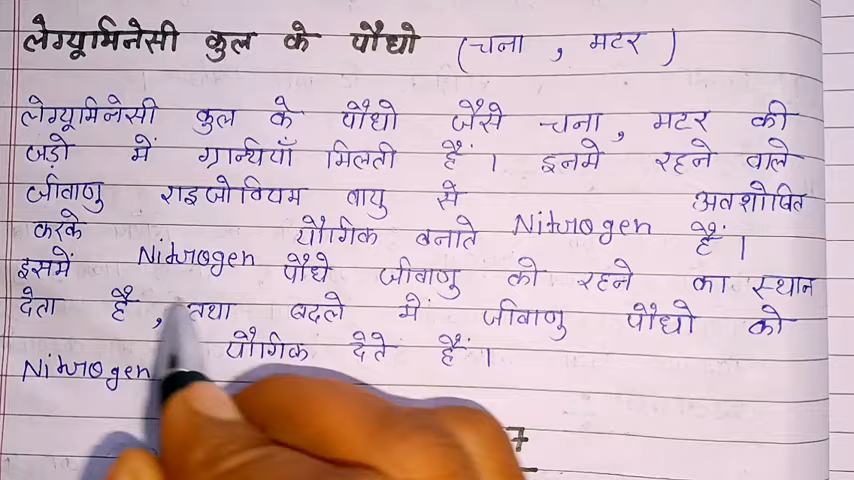 लेग्यूमिनेसी कुल के पौधो (चना, मटर)
लेग्यूमिनेसी कुल के पौधो जैसे चना, मटर की
जड़ो में ग्रान्थियाँ मिलती हैं। इनमे रहने वाले
जीवाणु राइजोवियम वायु से अवशोषित
करके यौगिक बनाते Nitrogen हैं।
इसमें Nitrogen पौधे जीवाणु को रहने का स्थान
देता है, तथा बदले में जीवाणु पौधो को
Nitrogen यौगिक देते हैं।
7